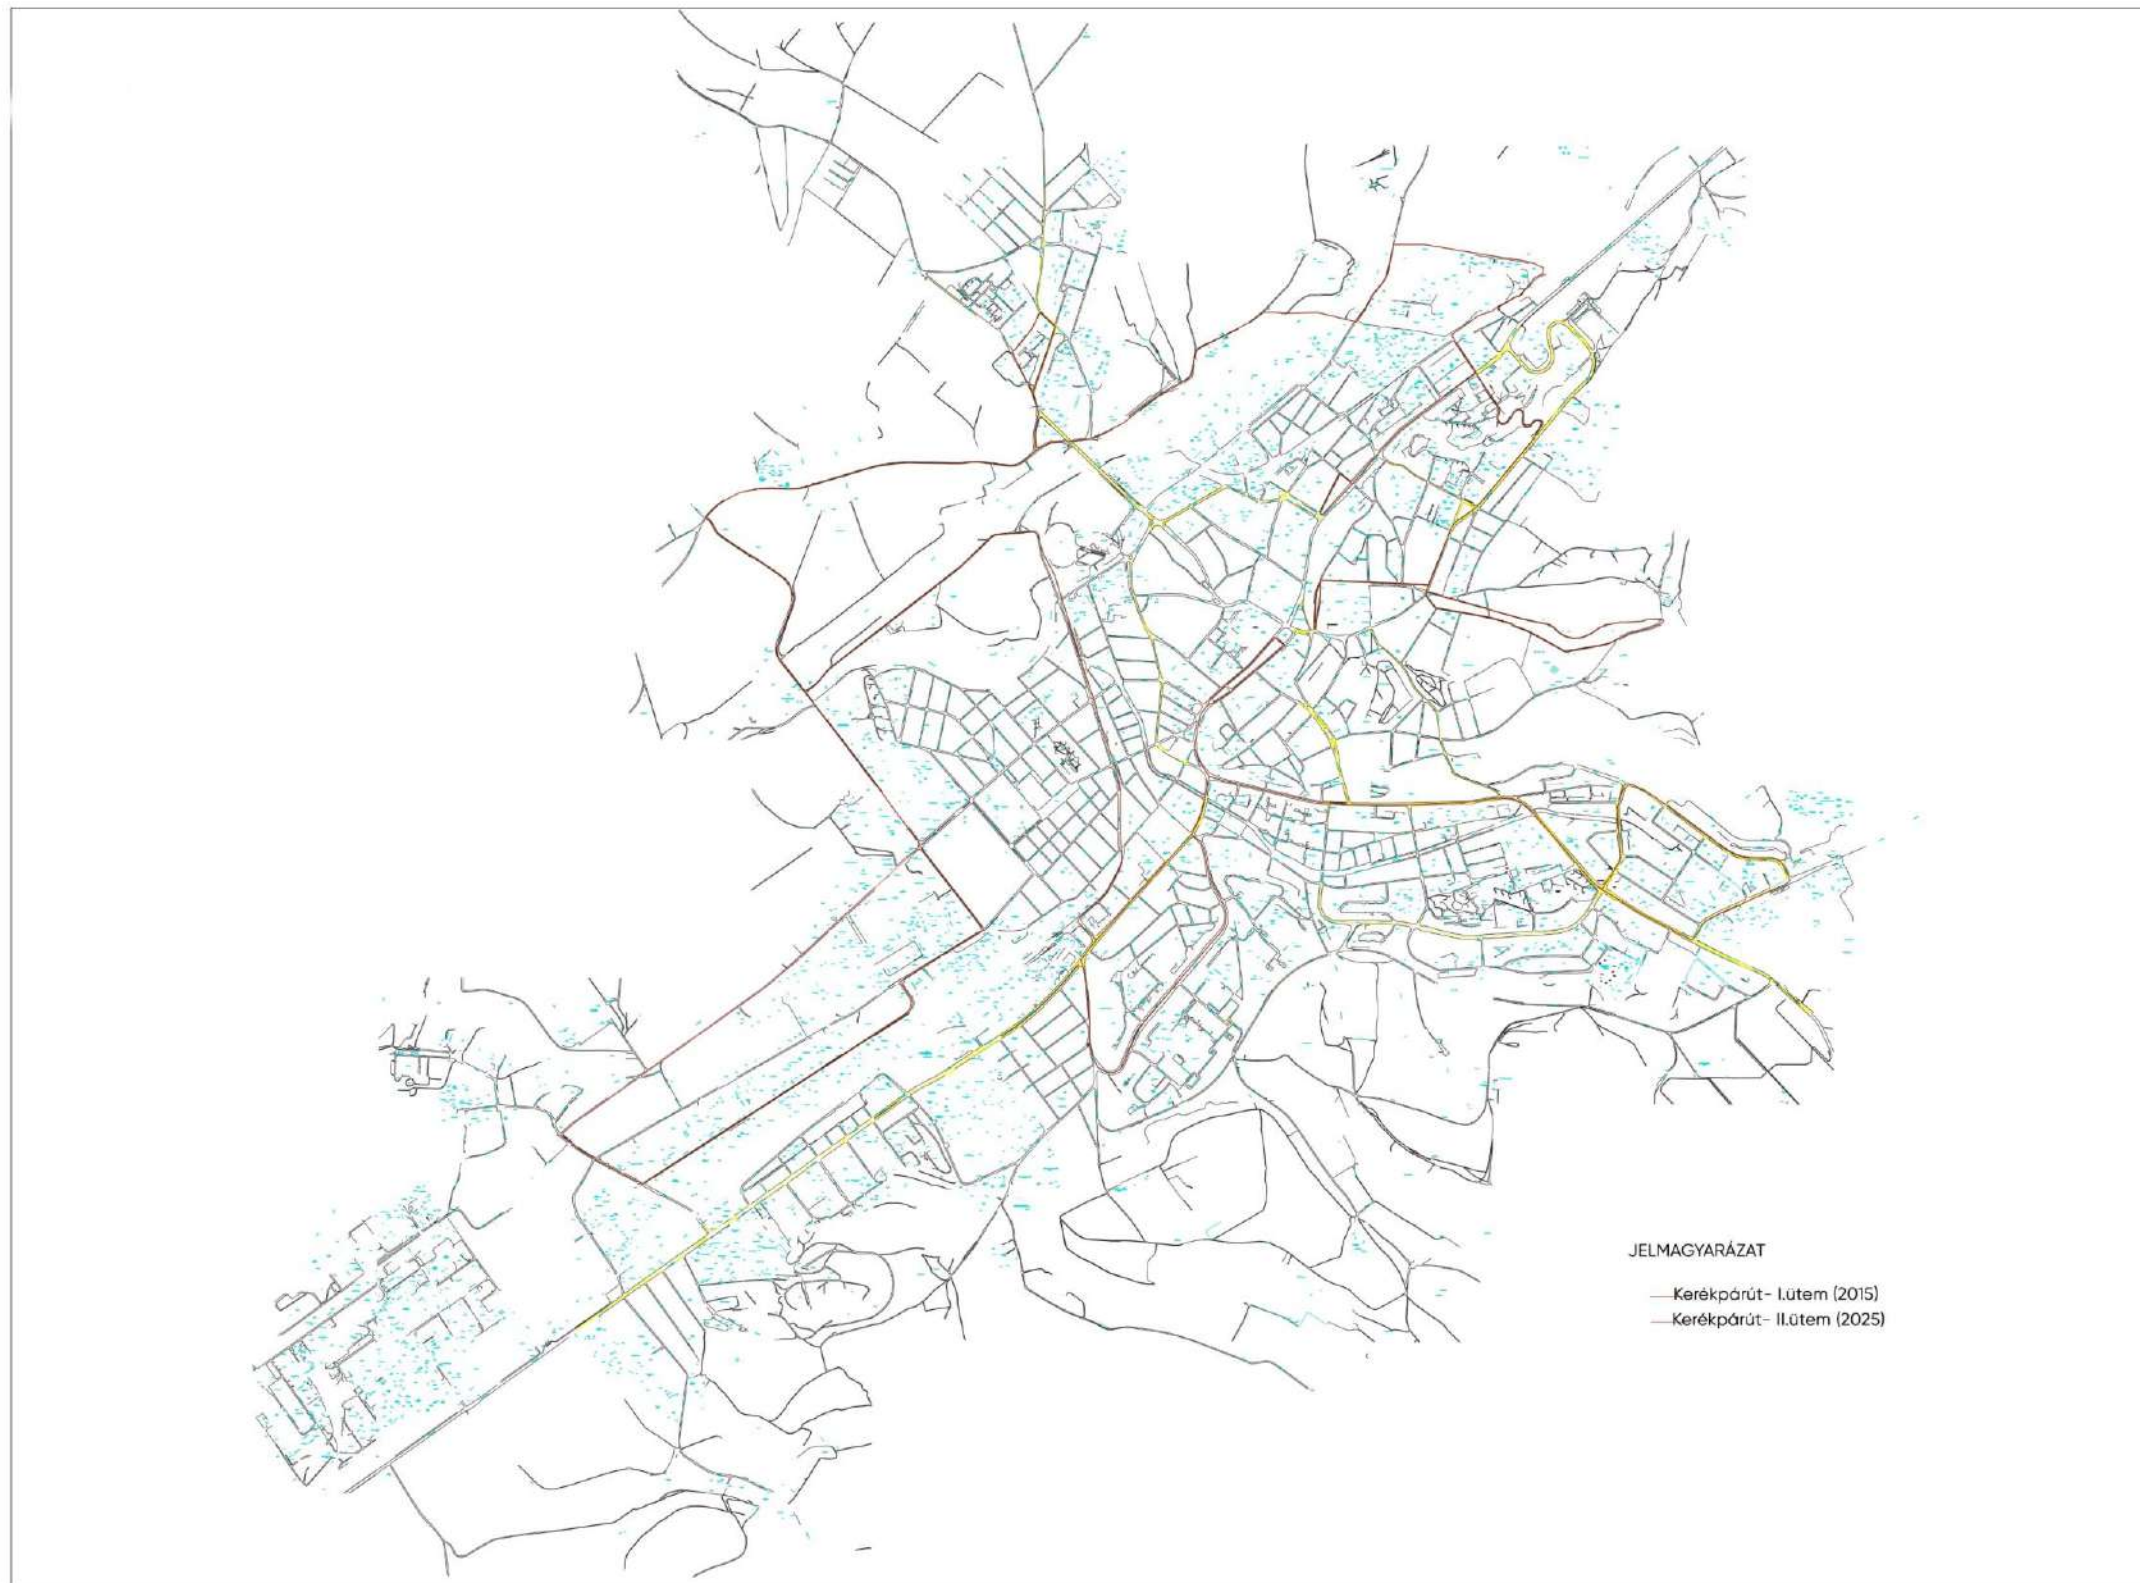 JELMAGYARÁZAT
Kerékpárút- I.ütem (2015)
Kerékpárút- II.ütem (2025)